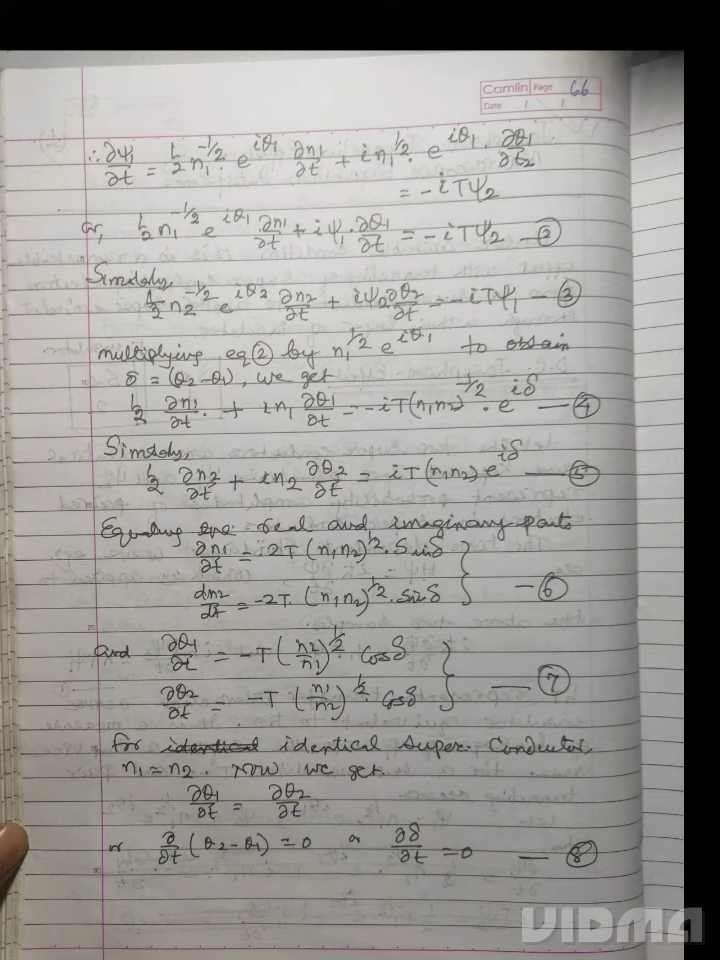 Camlin Page 66
Date / /
∴ ∂ψ₁/∂t = 1/2 n₁^-1/2 · e^iθ₁ ∂n₁/∂t + i n₁^1/2 · e^iθ₁ · ∂θ₁/∂t₂
= -iTψ₂
or, 1/2 n₁^-1/2 e^iθ₁ · ∂n₁/∂t + iψ₁ · ∂θ₁/∂t = -iTψ₂ — ②
Similarly,
1/2 n₂^-1/2 e^iθ₂ ∂n₂/∂t + iψ₂ ∂θ₂/∂t = -iTψ₁ — ③
multiplying eq ② by n₁^1/2 e^iθ₁ to obtain
δ = (θ₂-θ₁), we get
1/2 ∂n₁/∂t · + in₁ ∂θ₁/∂t = -iT(n₁n₂)^1/2 · e^iδ — ④
Similarly,
1/2 ∂n₂/∂t + in₂ ∂θ₂/∂t = iT(n₁n₂) e^iδ — ⑤
Equating real and imaginary parts
∂n₁/∂t = 2T (n₁n₂)^1/2 · Sinδ
dn₂/dt = -2T · (n₁n₂)^1/2 · Sinδ } — ⑥
and ∂θ₁/∂t = -T (n₂/n₁)^1/2 · Cosδ
∂θ₂/∂t = -T (n₁/n₂)^1/2 · Cosδ } — ⑦
For identical identical Super Conductor,
n₁ = n₂ . Now we get.
∂θ₁/∂t = ∂θ₂/∂t
or ∂/∂t (θ₂-θ₁) = 0 or ∂δ/∂t = 0 — ⑧
VIDMA